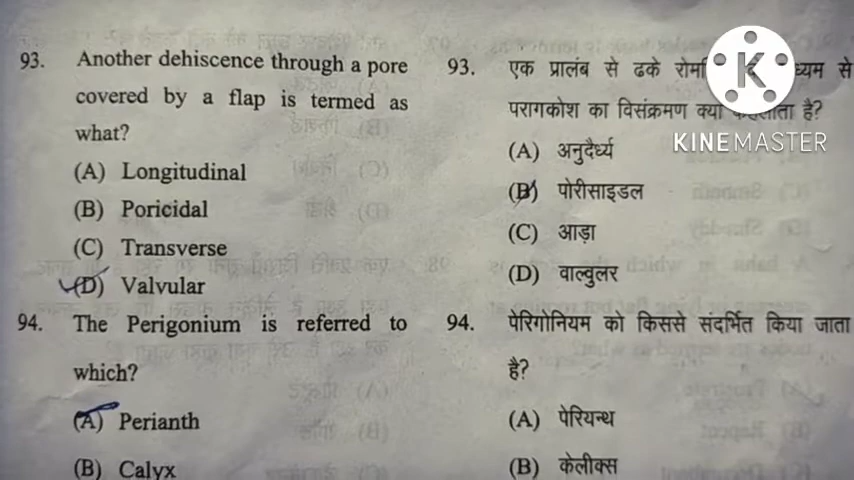 93. Another dehiscence through a pore
covered by a flap is termed as
what?
(A) Longitudinal
(B) Poricidal
(C) Transverse
(D) Valvular
94. The Perigonium is referred to
which?
(A) Perianth
(B) Calyx
93. एक प्रालंब से ढके
परागकोश का विसंक्रमण क्या कहलाता है?
(A) अनुदैर्ध्य
(B) पोरीसाइडल
(C) आड़ा
(D) वाल्वुलर
94. पेरिगोनियम को किससे संदर्भित किया जाता
है?
(A) पेरियन्थ
(B) केलीक्स
KINEMASTER